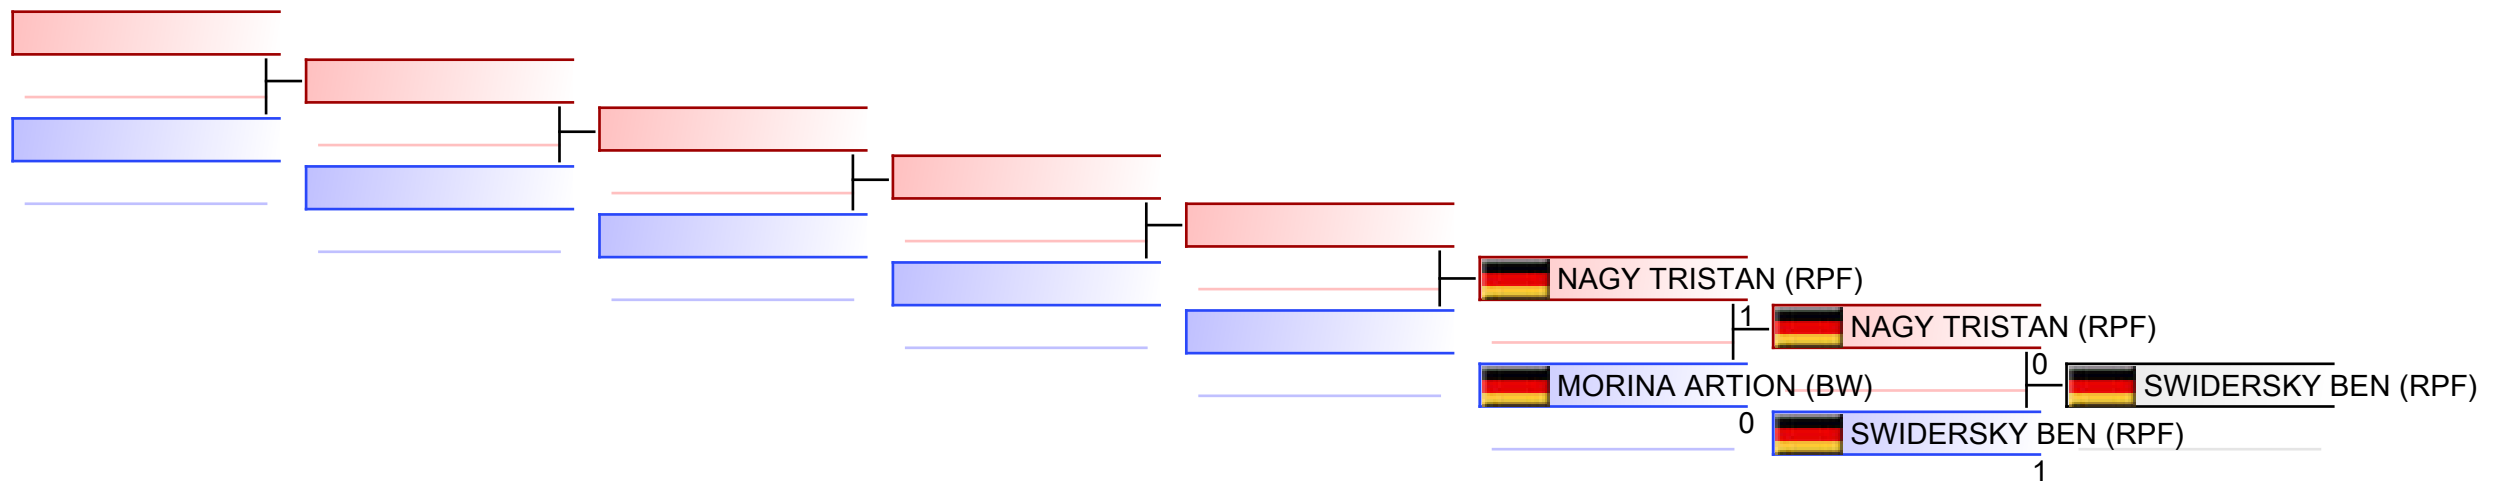 NAGY TRISTAN (RPF)
1
MORINA ARTION (BW)
0
NAGY TRISTAN (RPF)
0
SWIDERSKY BEN (RPF)
1
SWIDERSKY BEN (RPF)